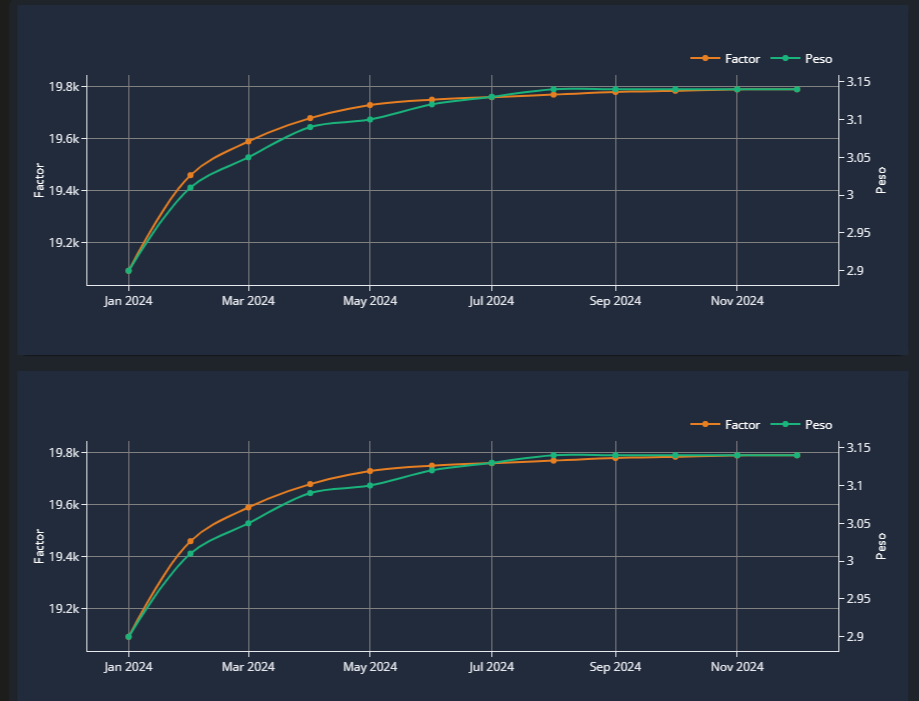 Factor Peso
19.8k
19.6k
19.4k
19.2k
Factor
3.15
3.1
3.05
3
2.95
2.9
Peso
Jan 2024 Mar 2024 May 2024 Jul 2024 Sep 2024 Nov 2024
Factor Peso
19.8k
19.6k
19.4k
19.2k
Factor
3.15
3.1
3.05
3
2.95
2.9
Peso
Jan 2024 Mar 2024 May 2024 Jul 2024 Sep 2024 Nov 2024